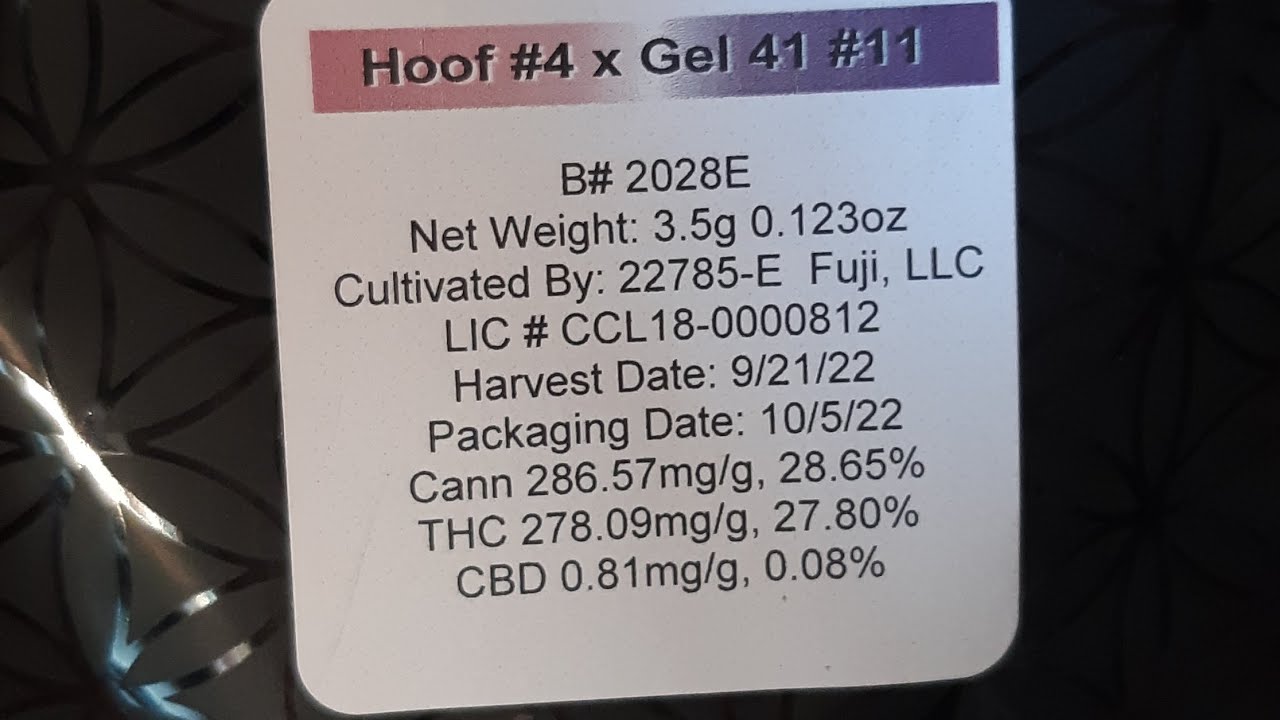 Hoof #4 x Gel 41 #11
B# 2028E
Net Weight: 3.5g 0.123oz
Cultivated By: 22785-E Fuji, LLC
LIC # CCL18-0000812
Harvest Date: 9/21/22
Packaging Date: 10/5/22
Cann 286.57mg/g, 28.65%
THC 278.09mg/g, 27.80%
CBD 0.81mg/g, 0.08%